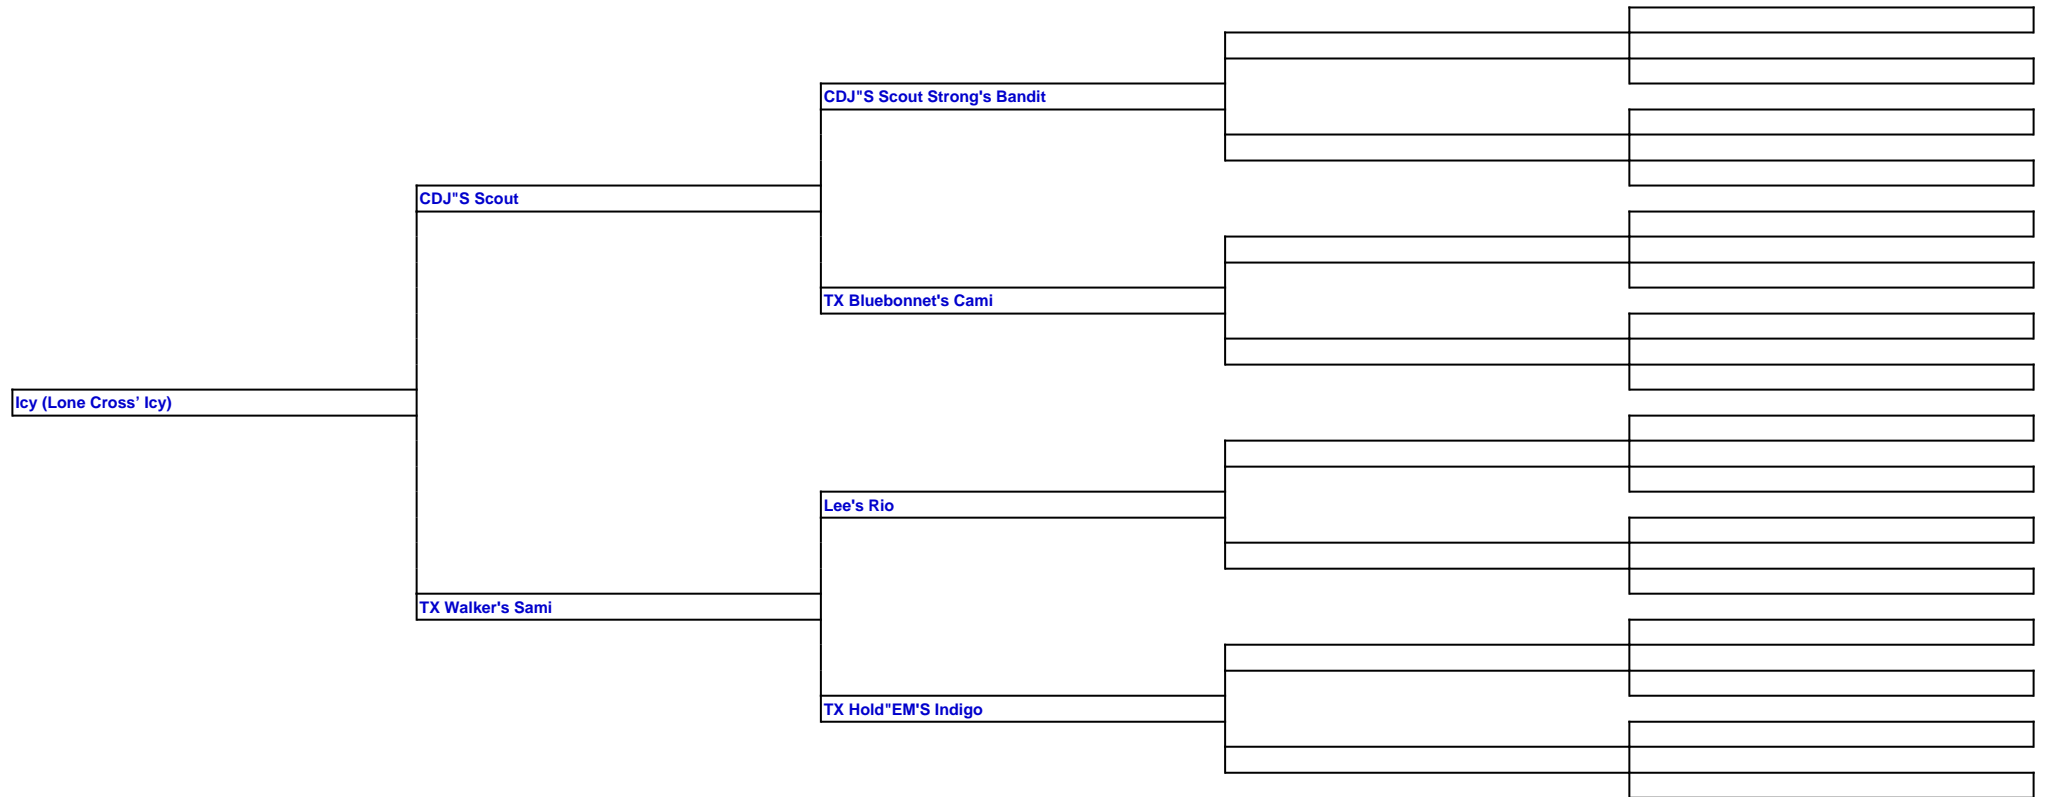 CDJ"S Scout Strong's Bandit
CDJ"S Scout
TX Bluebonnet's Cami
Icy (Lone Cross’ Icy)
Lee's Rio
TX Walker's Sami
TX Hold"EM'S Indigo